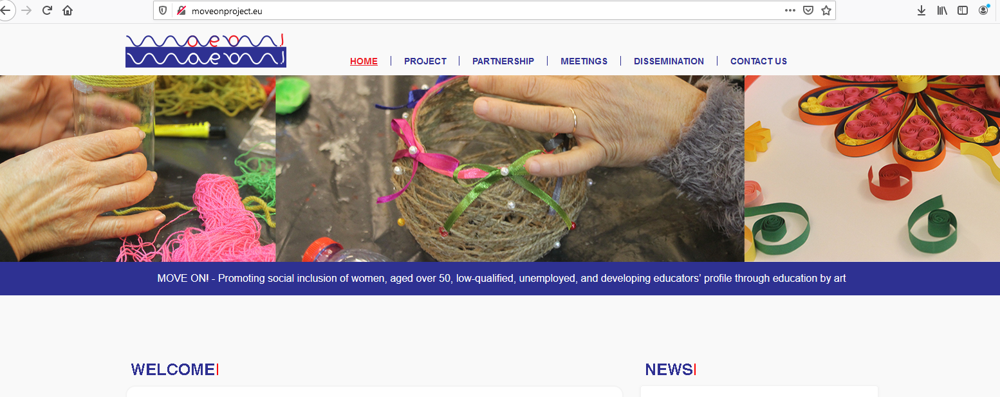 moveonproject.eu
HOME
PROJECT
PARTNERSHIP
MEETINGS
DISSEMINATION
CONTACT US
MOVE ON! - Promoting social inclusion of women, aged over 50, low-qualified, unemployed, and developing educators’ profile through education by art
WELCOME
NEWS